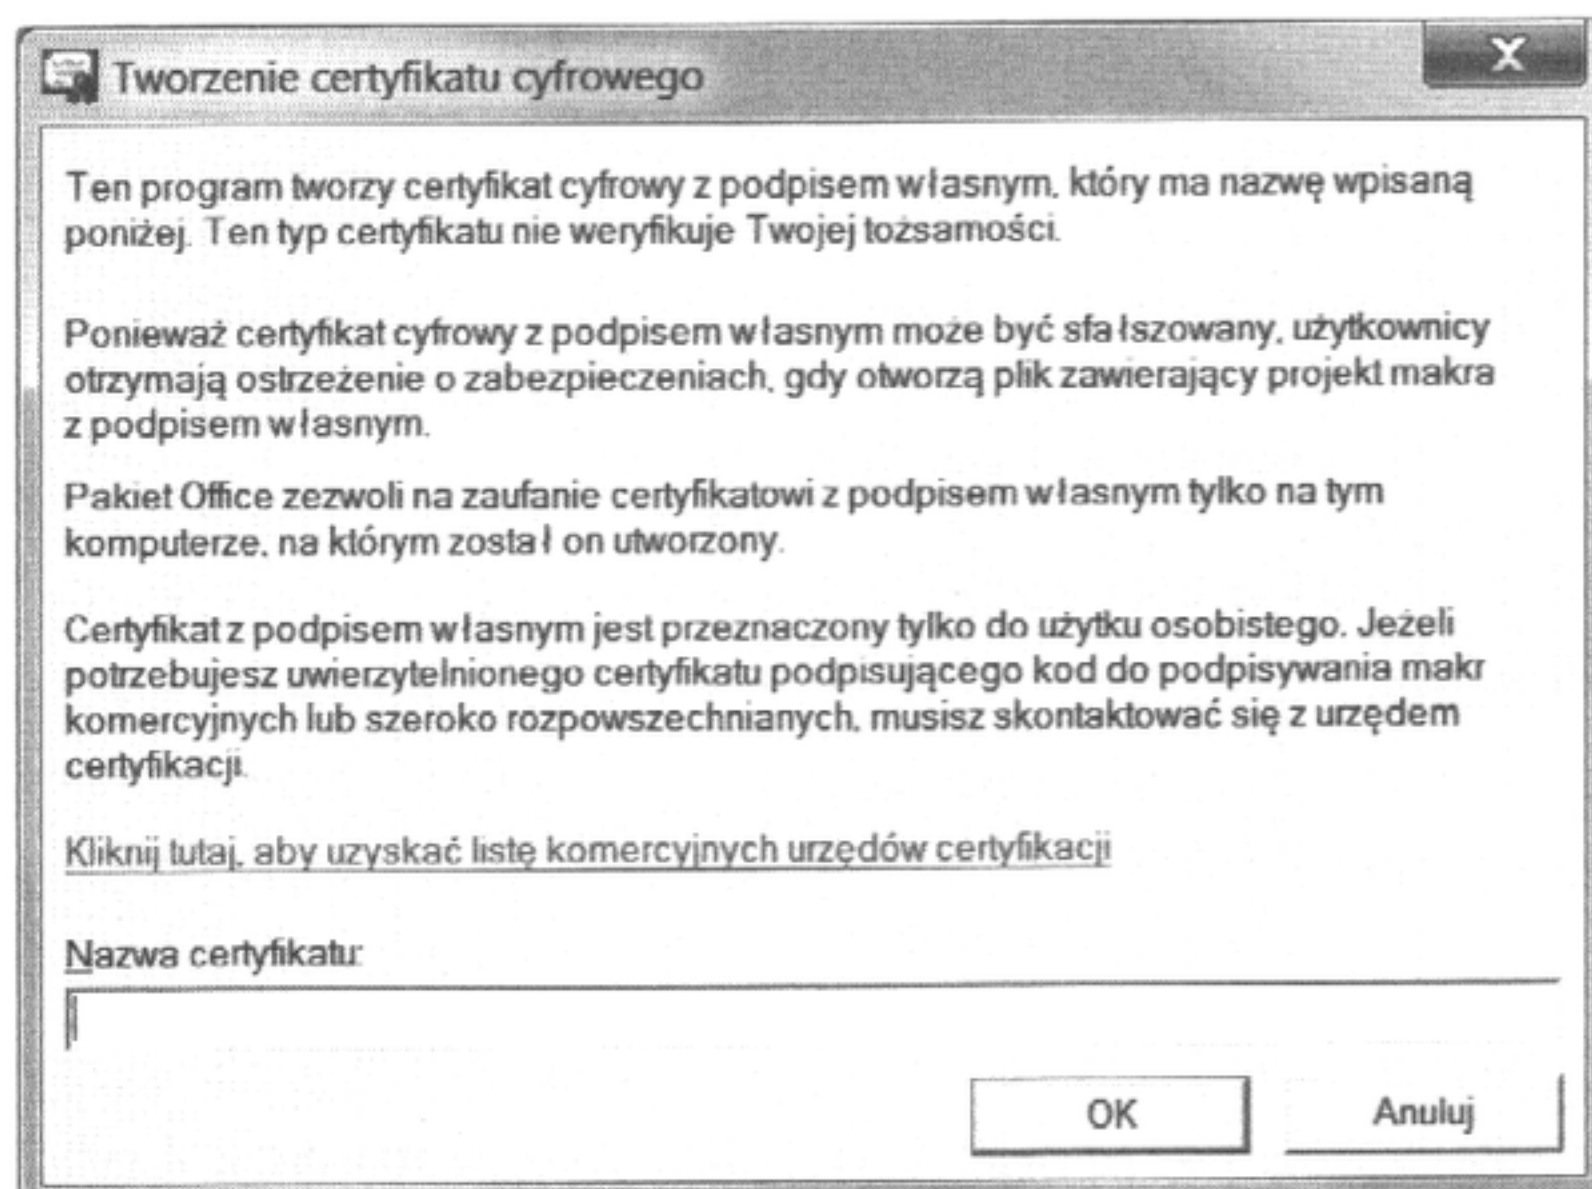 Tworzenie certyfikatu cyfrowego
X
Ten program tworzy certyfikat cyfrowy z podpisem własnym, który ma nazwę wpisaną
poniżej. Ten typ certyfikatu nie weryfikuje Twojej tożsamości.
Ponieważ certyfikat cyfrowy z podpisem własnym może być sfałszowany, użytkownicy
otrzymają ostrzeżenie o zabezpieczeniach, gdy otworzą plik zawierający projekt makra
z podpisem własnym.
Pakiet Office zezwoli na zaufanie certyfikatowi z podpisem własnym tylko na tym
komputerze, na którym został on utworzony.
Certyfikat z podpisem własnym jest przeznaczony tylko do użytku osobistego. Jeżeli
potrzebujesz uwierzytelnionego certyfikatu podpisującego kod do podpisywania makr
komercyjnych lub szeroko rozpowszechnianych, musisz skontaktować się z urzędem
certyfikacji.
Kliknij tutaj, aby uzyskać listę komercyjnych urzędów certyfikacji
Nazwa certyfikatu:
OK Anuluj